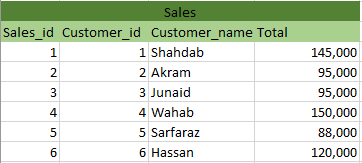 Sales
Sales_id Customer_id Customer_name Total
1 1 Shahdab 145,000
2 2 Akram 95,000
3 3 Junaid 95,000
4 4 Wahab 150,000
5 5 Sarfaraz 88,000
6 6 Hassan 120,000